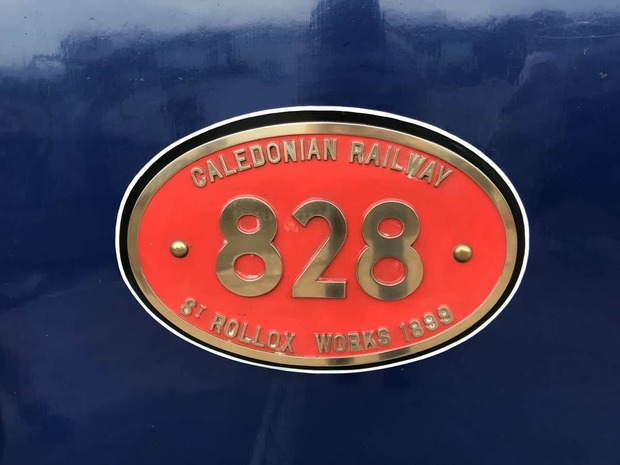 CALEDONIAN RAILWAY
828
ST ROLLOX WORKS 1899